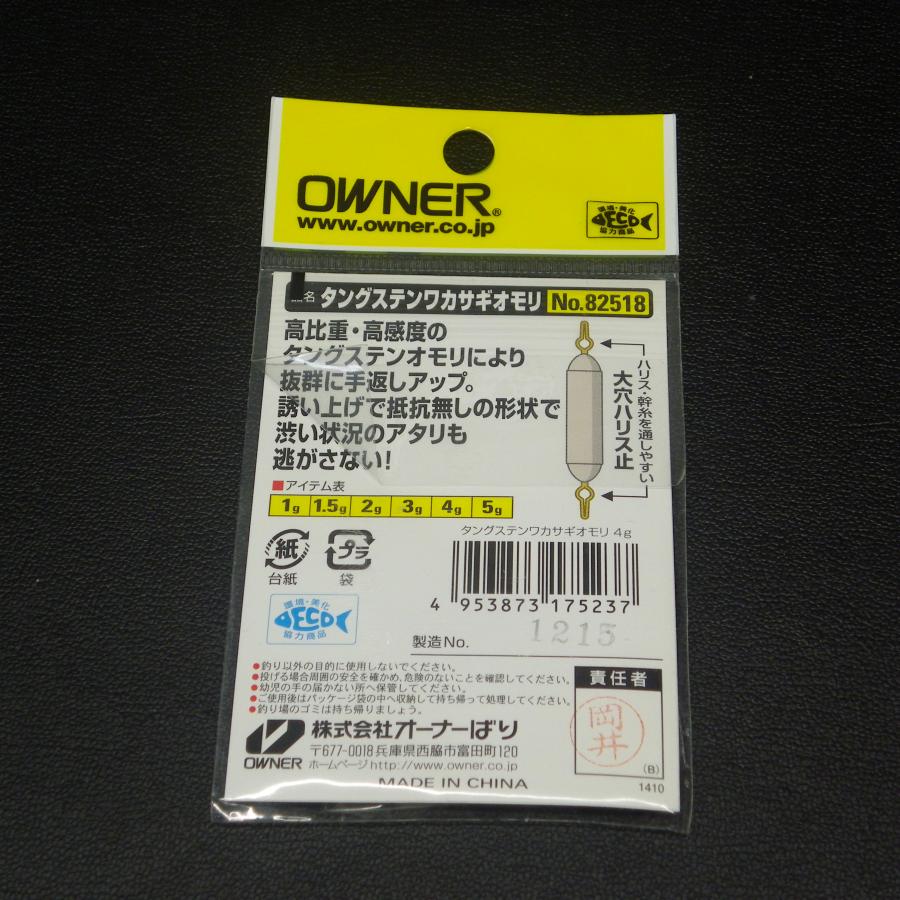 OWNER®
www.owner.co.jp
環境・美化
ECO
協力商品
品名 タングステンワカサギオモリ No.82518
高比重・高感度の
タングステンオモリにより
抜群に手返しアップ。
誘い上げで抵抗無しの形状で
渋い状況のアタリも
逃がさない!
ハリス・幹糸を通しやすい
大穴ハリス止
■アイテム表
1g 1.5g 2g 3g 4g 5g
タングステンワカサギオモリ 4g
紙
台紙
プラ
袋
4 953873 175237
環境・美化
ECO
協力商品
製造No. 1215
●釣り以外の目的に使用しないでください。
●投げる場合周囲の安全を確かめ、危険のないことを確認してください。
●幼児の手の届かない所へ保管してください。
●ご使用後はパッケージ袋の中へ収納して持ち帰って処理してください。
●釣り場のゴミは持ち帰りましょう。
責任者
岡井
(B)
OWNER
株式会社オーナーばり
〒677-0018 兵庫県西脇市富田町120
ホームページ http://www.owner.co.jp
MADE IN CHINA
1410